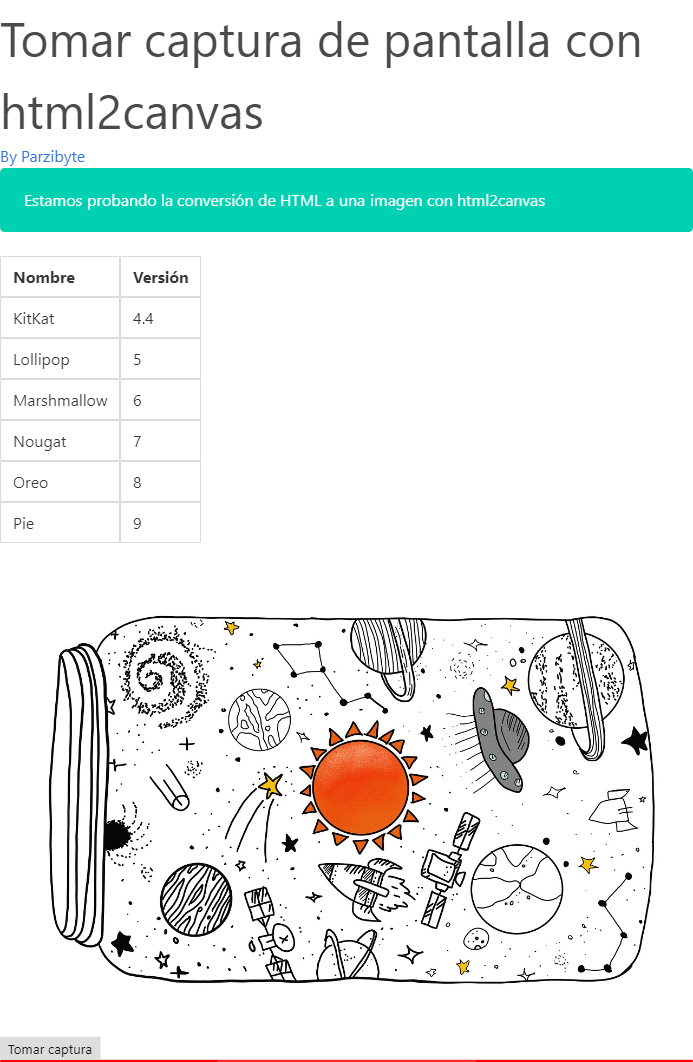 Tomar captura de pantalla con
html2canvas
By Parzibyte
Estamos probando la conversión de HTML a una imagen con html2canvas
Nombre Versión
KitKat 4.4
Lollipop 5
Marshmallow 6
Nougat 7
Oreo 8
Pie 9
Tomar captura